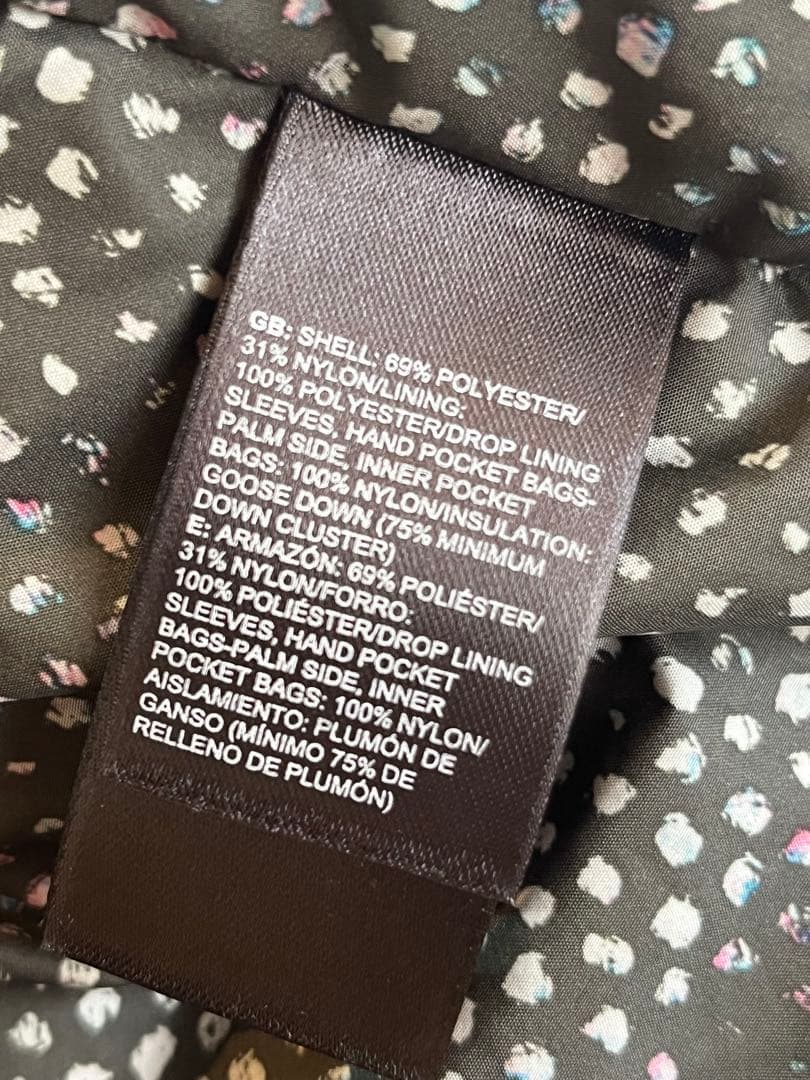 GB: SHELL: 69% POLYESTER/
31% NYLON/LINING:
100% POLYESTER/DROP LINING
SLEEVES, HAND POCKET BAGS-
PALM SIDE, INNER POCKET
BAGS: 100% NYLON/INSULATION:
GOOSE DOWN (75% MINIMUM
DOWN CLUSTER)
E: ARMAZÓN: 69% POLIÉSTER/
31% NYLON/FORRO:
100% POLIÉSTER/DROP LINING
SLEEVES, HAND POCKET
BAGS-PALM SIDE, INNER
POCKET BAGS: 100% NYLON/
AISLAMIENTO: PLUMÓN DE
GANSO (MÍNIMO 75% DE
RELLENO DE PLUMÓN)